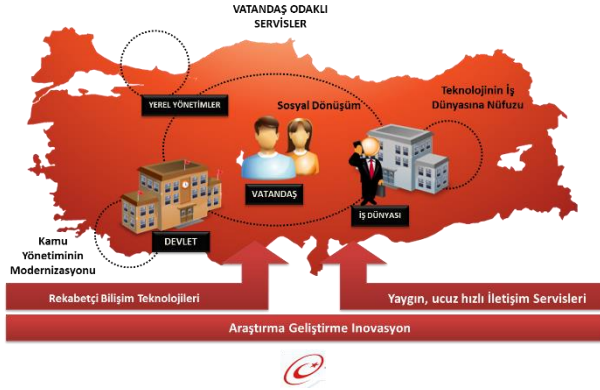 VATANDAŞ ODAKLI
SERVİSLER
YEREL YÖNETİMLER
Sosyal Dönüşüm
Teknolojinin İş
Dünyasına Nüfuzu
VATANDAŞ
İŞ DÜNYASI
DEVLET
Kamu
Yönetiminin
Modernizasyonu
Rekabetçi Bilişim Teknolojileri
Yaygın, ucuz hızlı İletişim Servisleri
Araştırma Geliştirme Inovasyon